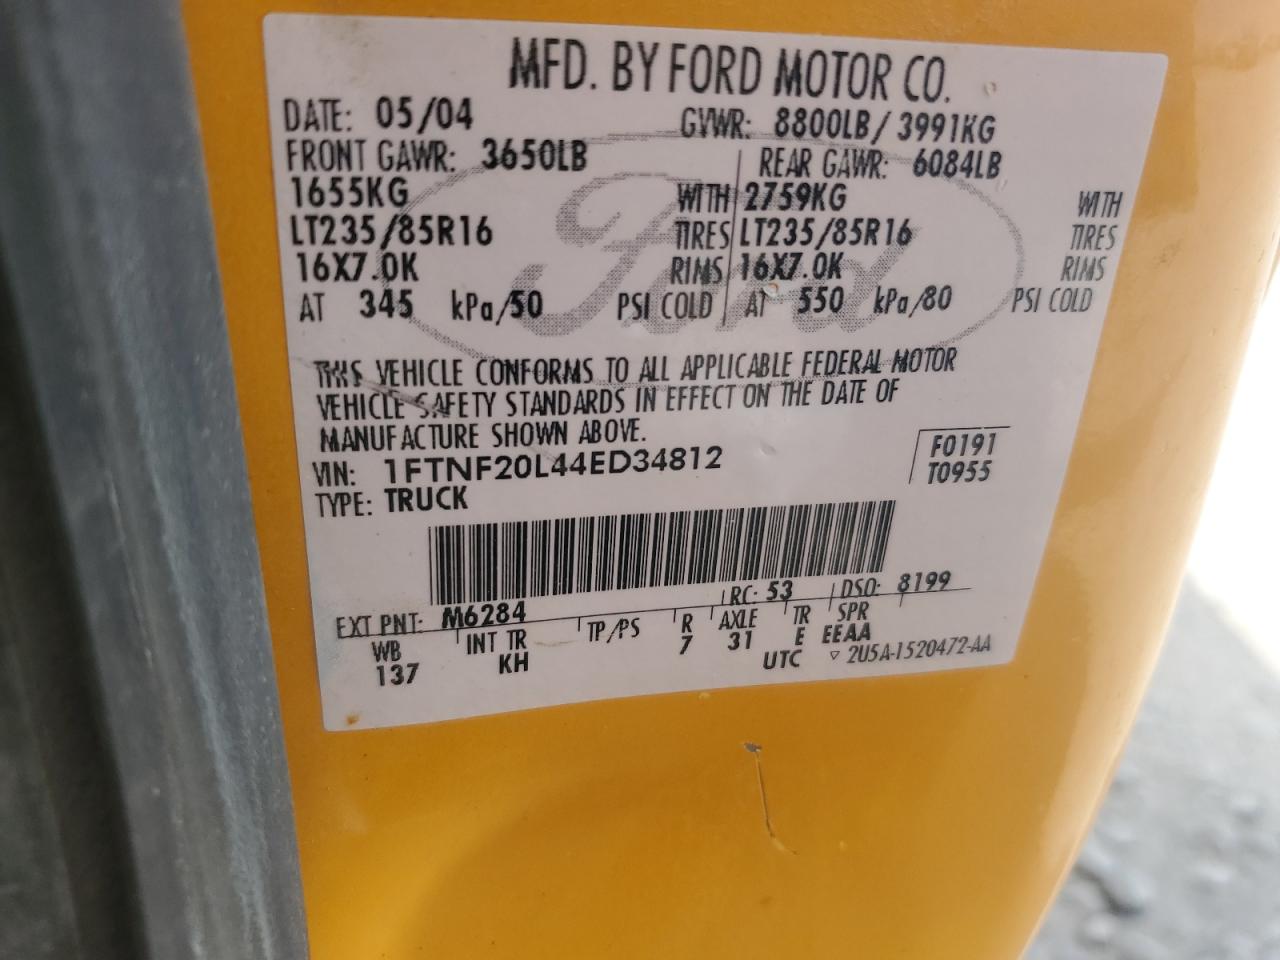 MFD. BY FORD MOTOR CO.
DATE: 05/04 GVWR: 8800LB/ 3991KG
FRONT GAWR: 3650LB REAR GAWR: 6084LB
1655KG WITH 2759KG WITH
LT235/85R16 TIRES LT235/85R16 TIRES
16X7.0K RIMS 16X7.0K RIMS
AT 345 kPa/50 PSI COLD AT 550 kPa/80 PSI COLD
Ford
THIS VEHICLE CONFORMS TO ALL APPLICABLE FEDERAL MOTOR
VEHICLE SAFETY STANDARDS IN EFFECT ON THE DATE OF
MANUFACTURE SHOWN ABOVE.
VIN: 1FTNF20L44ED34812 F0191
TYPE: TRUCK T0955
EXT PNT: M6284 RC: 53 DSO: 8199
WB INT TR TP/PS R AXLE TR SPR
137 KH 7 31 E EEAA
UTC ▽ 2U5A-1520472-AA